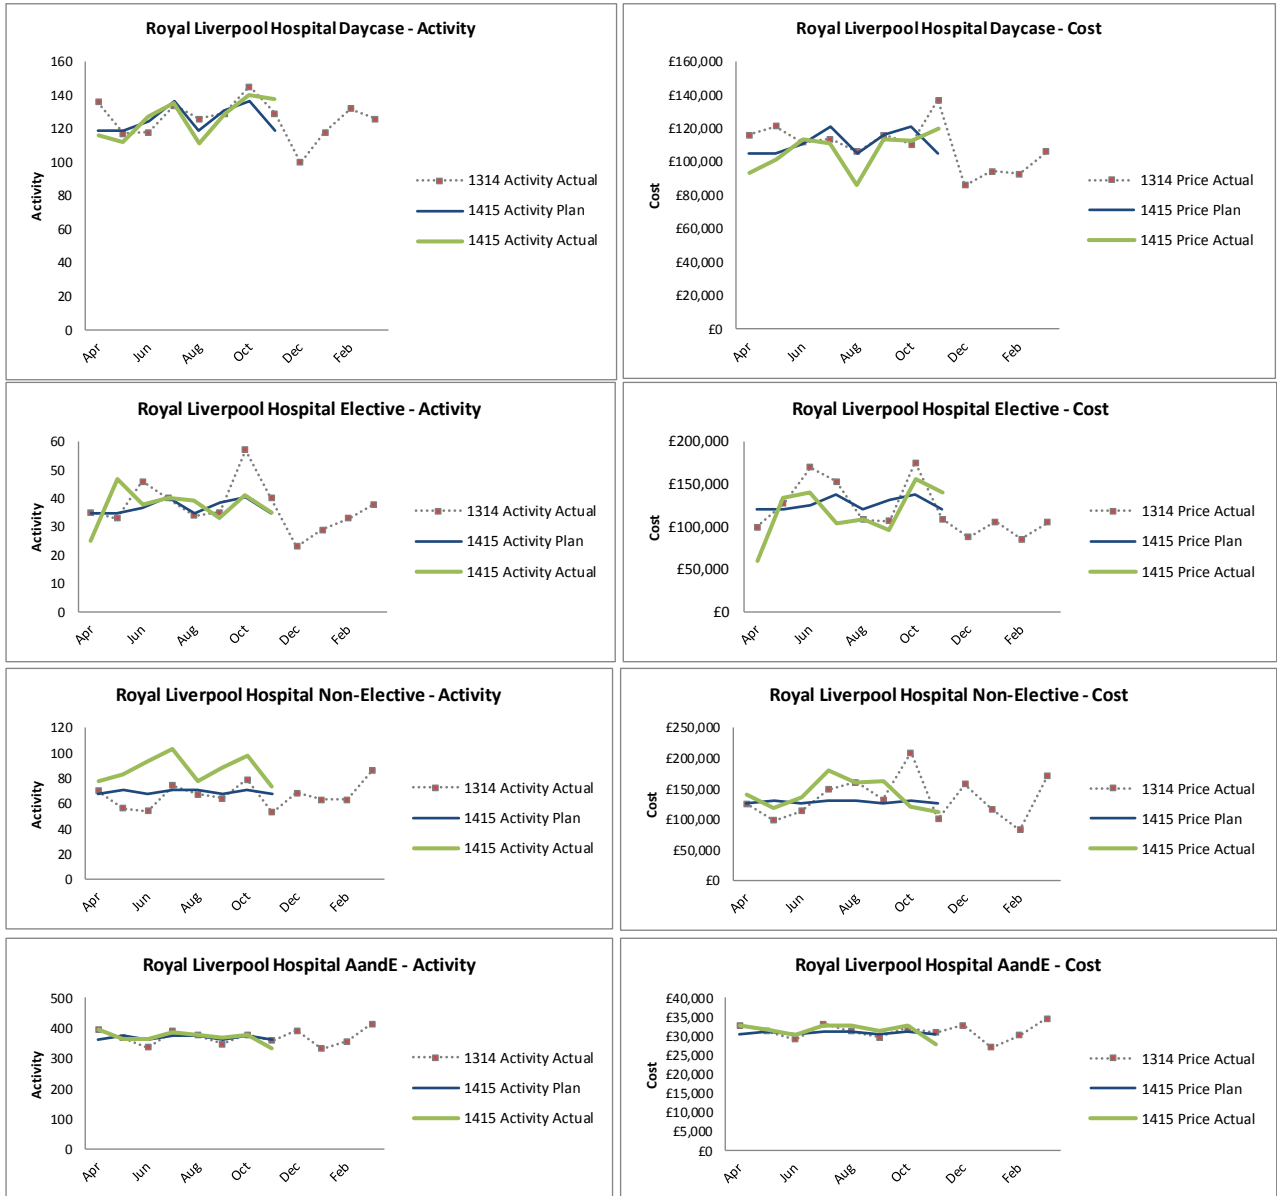 Royal Liverpool Hospital Daycase - Activity
160
140
120
100
80
60
40
20
0
Activity
Apr
Jun
Aug
Oct
Dec
Feb
1314 Activity Actual
1415 Activity Plan
1415 Activity Actual
Royal Liverpool Hospital Daycase - Cost
£160,000
£140,000
£120,000
£100,000
£80,000
£60,000
£40,000
£20,000
£0
Cost
Apr
Jun
Aug
Oct
Dec
Feb
1314 Price Actual
1415 Price Plan
1415 Price Actual
Royal Liverpool Hospital Elective - Activity
60
50
40
30
20
10
0
Activity
Apr
Jun
Aug
Oct
Dec
Feb
1314 Activity Actual
1415 Activity Plan
1415 Activity Actual
Royal Liverpool Hospital Elective - Cost
£200,000
£150,000
£100,000
£50,000
£0
Cost
Apr
Jun
Aug
Oct
Dec
Feb
1314 Price Actual
1415 Price Plan
1415 Price Actual
Royal Liverpool Hospital Non-Elective - Activity
120
100
80
60
40
20
0
Activity
Apr
Jun
Aug
Oct
Dec
Feb
1314 Activity Actual
1415 Activity Plan
1415 Activity Actual
Royal Liverpool Hospital Non-Elective - Cost
£250,000
£200,000
£150,000
£100,000
£50,000
£0
Cost
Apr
Jun
Aug
Oct
Dec
Feb
1314 Price Actual
1415 Price Plan
1415 Price Actual
Royal Liverpool Hospital AandE - Activity
500
400
300
200
100
0
Activity
Apr
Jun
Aug
Oct
Dec
Feb
1314 Activity Actual
1415 Activity Plan
1415 Activity Actual
Royal Liverpool Hospital AandE - Cost
£40,000
£35,000
£30,000
£25,000
£20,000
£15,000
£10,000
£5,000
£0
Cost
Apr
Jun
Aug
Oct
Dec
Feb
1314 Price Actual
1415 Price Plan
1415 Price Actual